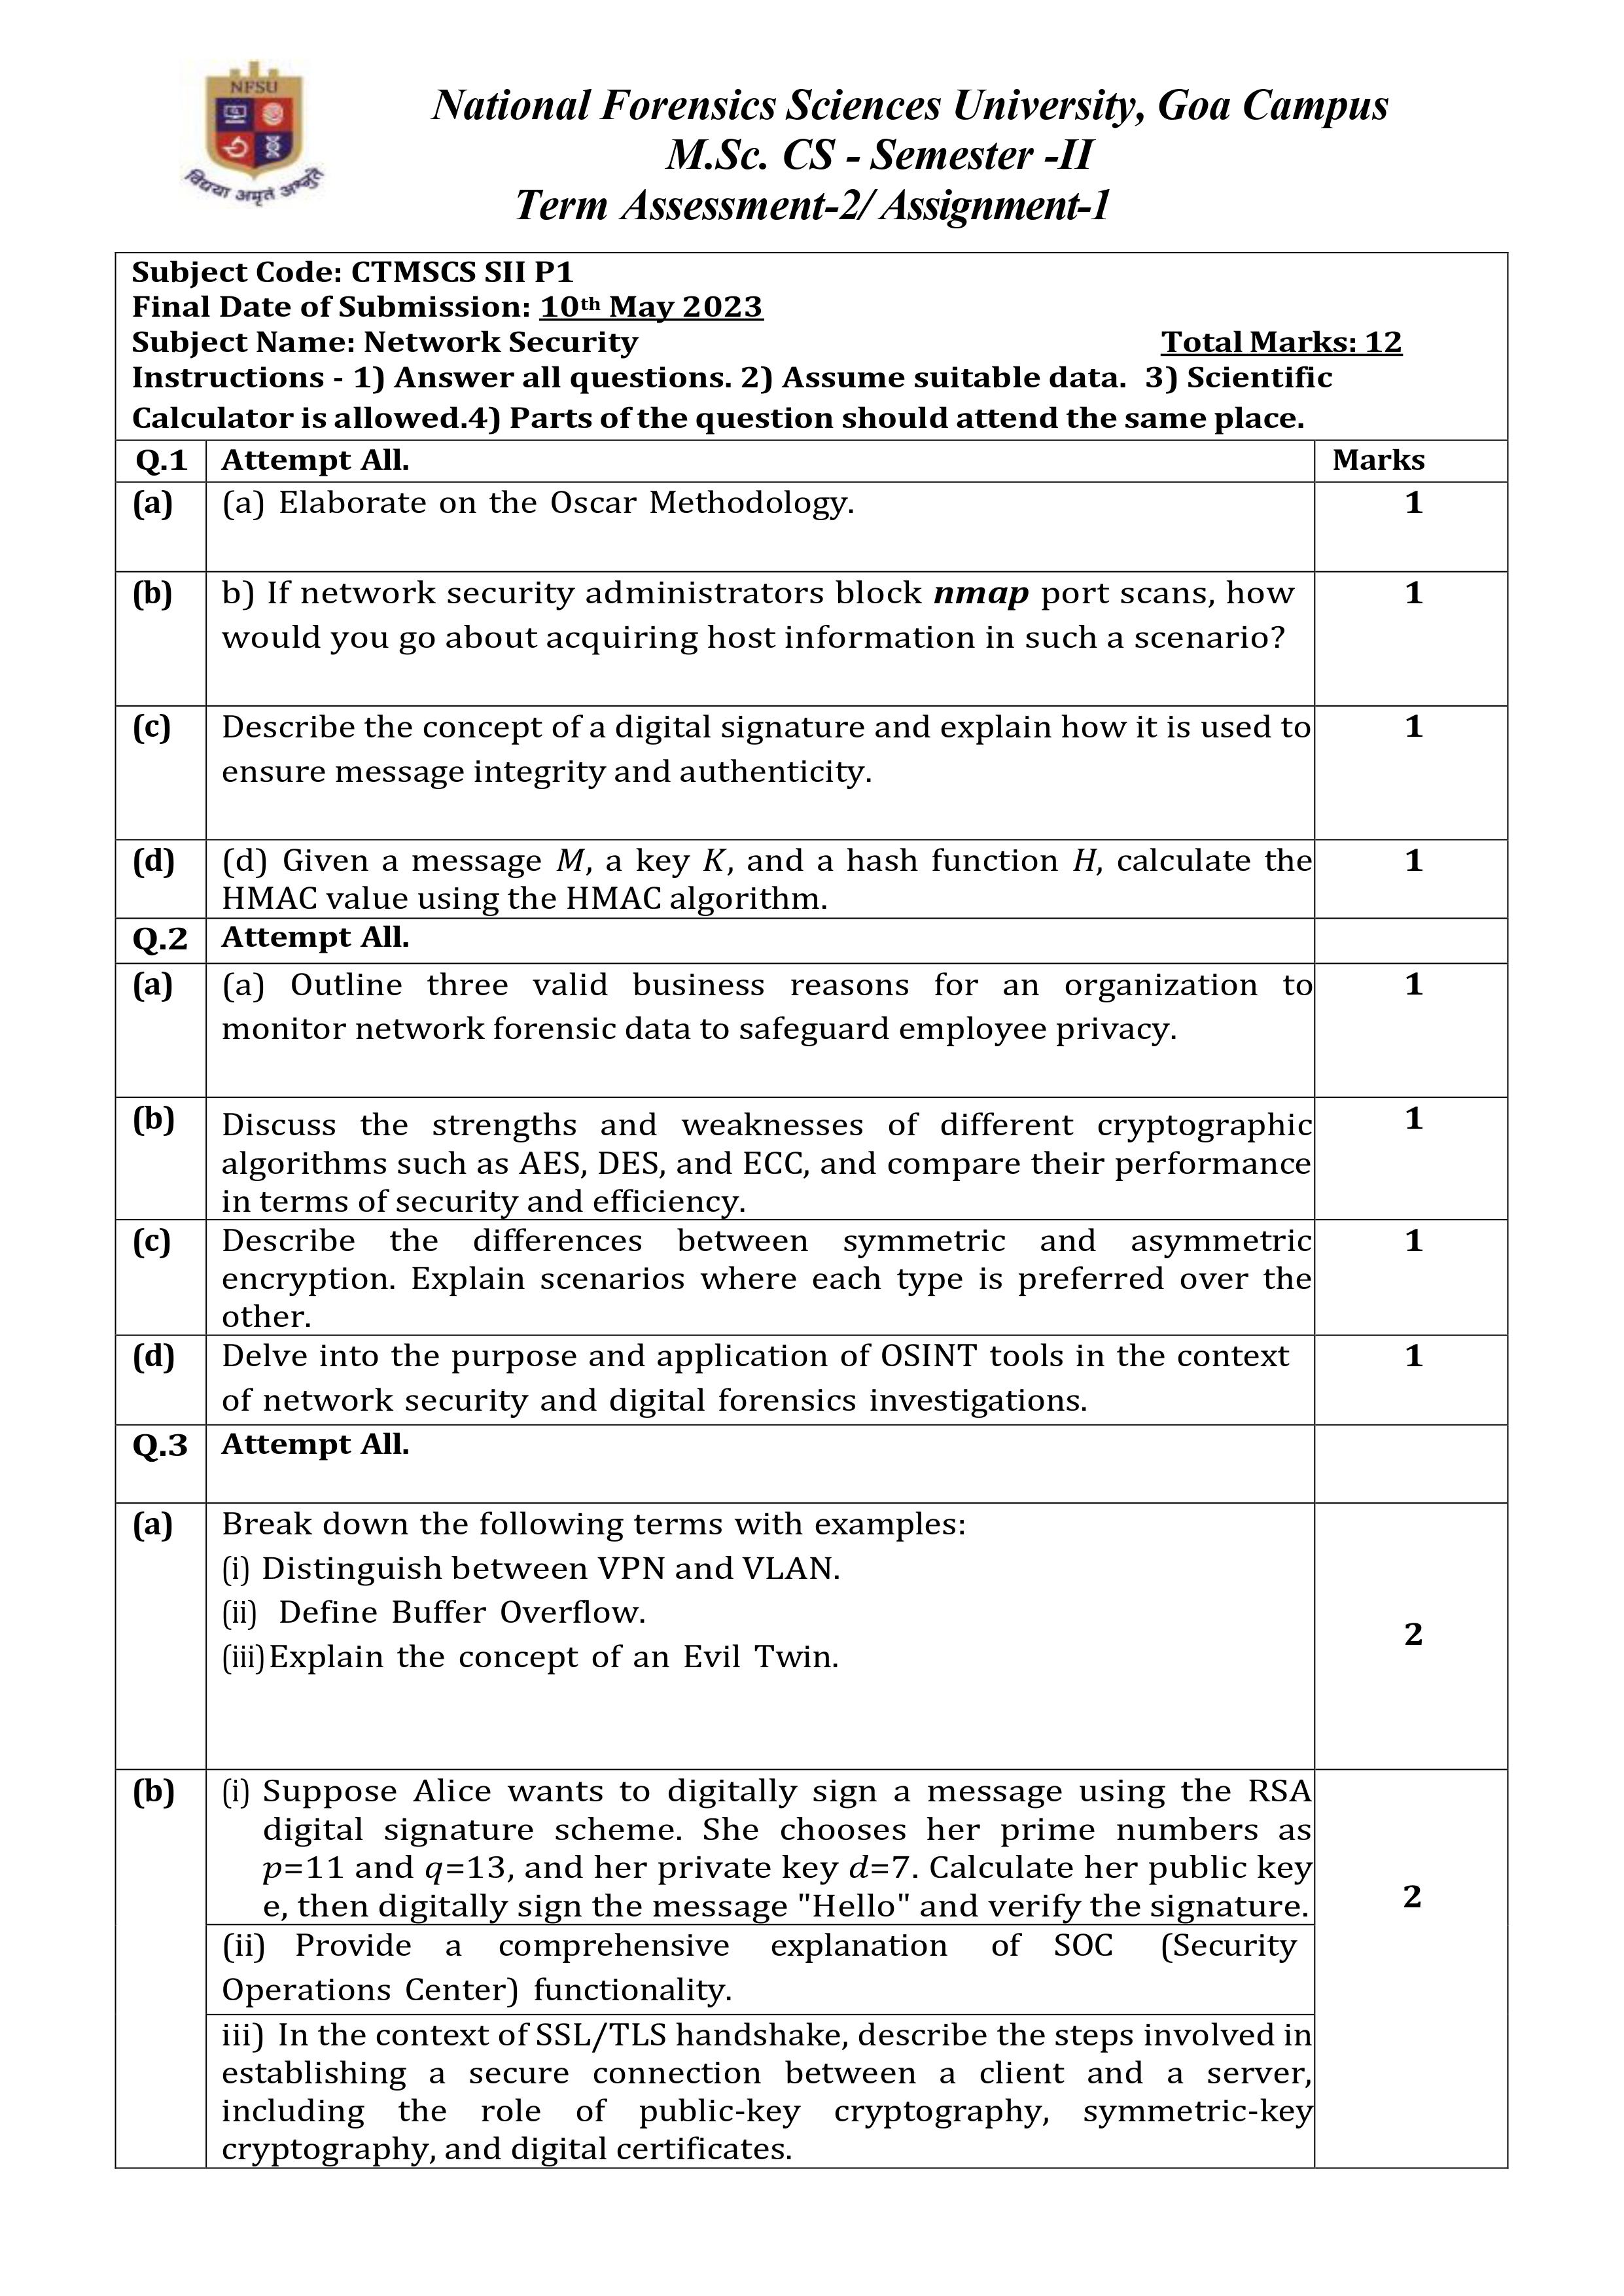 NFSU
विद्यया अमृतं अश्नुते
National Forensics Sciences University, Goa Campus
M.Sc. CS - Semester -II
Term Assessment-2/ Assignment-1
Subject Code: CTMSCS SII P1
Final Date of Submission: 10th May 2023
Subject Name: Network Security Total Marks: 12
Instructions - 1) Answer all questions. 2) Assume suitable data. 3) Scientific
Calculator is allowed.4) Parts of the question should attend the same place.
Q.1 Attempt All. Marks
(a) (a) Elaborate on the Oscar Methodology. 1
(b) b) If network security administrators block nmap port scans, how 1
would you go about acquiring host information in such a scenario?
(c) Describe the concept of a digital signature and explain how it is used to 1
ensure message integrity and authenticity.
(d) (d) Given a message M, a key K, and a hash function H, calculate the 1
HMAC value using the HMAC algorithm.
Q.2 Attempt All.
(a) (a) Outline three valid business reasons for an organization to 1
monitor network forensic data to safeguard employee privacy.
(b) Discuss the strengths and weaknesses of different cryptographic 1
algorithms such as AES, DES, and ECC, and compare their performance
in terms of security and efficiency.
(c) Describe the differences between symmetric and asymmetric 1
encryption. Explain scenarios where each type is preferred over the
other.
(d) Delve into the purpose and application of OSINT tools in the context 1
of network security and digital forensics investigations.
Q.3 Attempt All.
(a) Break down the following terms with examples:
(i) Distinguish between VPN and VLAN.
(ii) Define Buffer Overflow.
2
(iii) Explain the concept of an Evil Twin.
(b) (i) Suppose Alice wants to digitally sign a message using the RSA
digital signature scheme. She chooses her prime numbers as
p=11 and q=13, and her private key d=7. Calculate her public key
e, then digitally sign the message "Hello" and verify the signature. 2
(ii) Provide a comprehensive explanation of SOC (Security
Operations Center) functionality.
iii) In the context of SSL/TLS handshake, describe the steps involved in
establishing a secure connection between a client and a server,
including the role of public-key cryptography, symmetric-key
cryptography, and digital certificates.